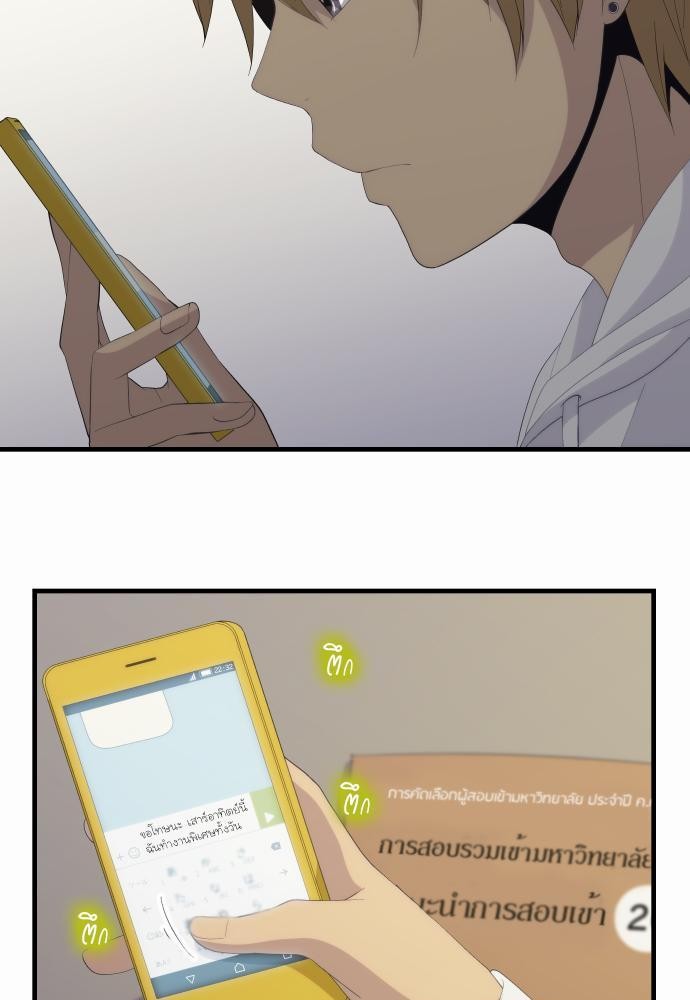 22:32
ตึก
ตึก
ตึก
ขอโทษนะ เสาร์อาทิตย์นี้
ฉันทำงานพิเศษทั้งวัน
การคัดเลือกผู้สอบเข้ามหาวิทยาลัย ประจำปี ค.
การสอบรวมเข้ามหาวิทยาลัย
ะนำการสอบเข้า 2